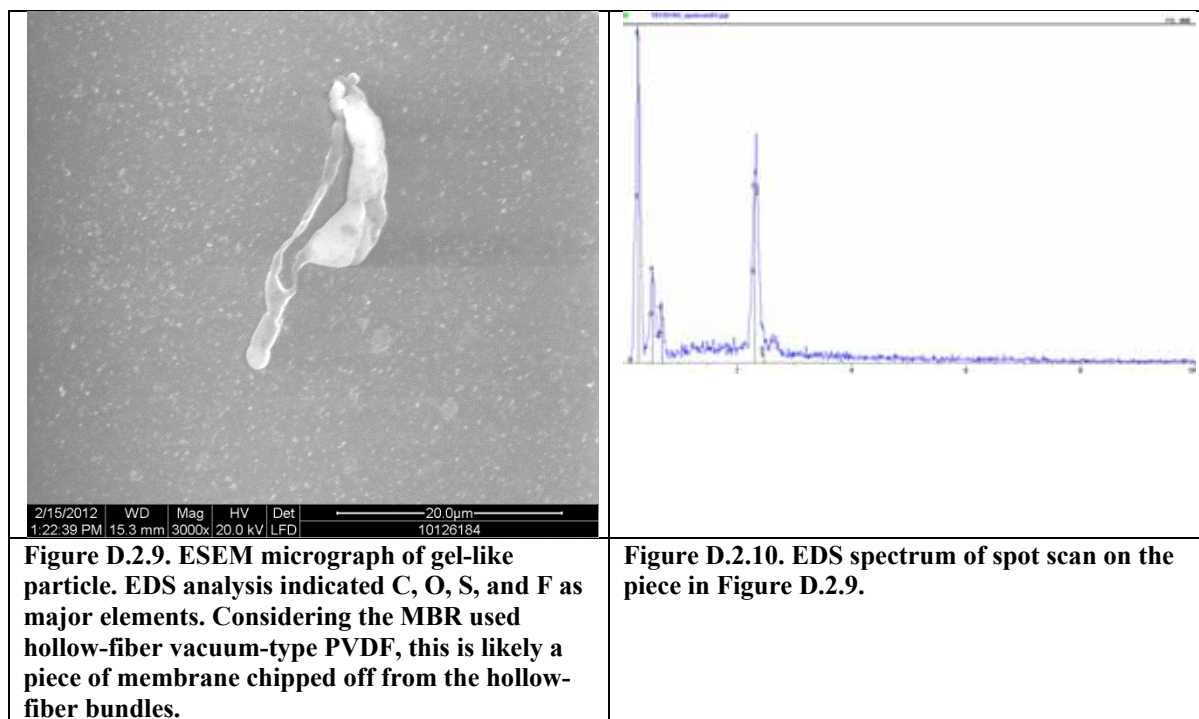 2/15/2012 WD Mag HV Det 20.0µm
1:22:39 PM 15.3 mm 3000x 20.0 kV LFD 10126184
Figure D.2.9. ESEM micrograph of gel-like
particle. EDS analysis indicated C, O, S, and F as
major elements. Considering the MBR used
hollow-fiber vacuum-type PVDF, this is likely a
piece of membrane chipped off from the hollow-
fiber bundles.
Figure D.2.10. EDS spectrum of spot scan on the
piece in Figure D.2.9.